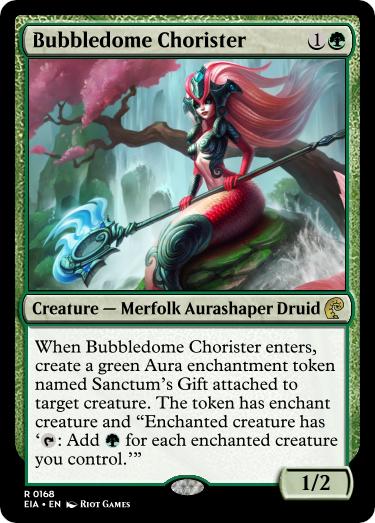 Bubbledome Chorister 1
Creature — Merfolk Aurashaper Druid
When Bubbledome Chorister enters,
create a green Aura enchantment token
named Sanctum's Gift attached to
target creature. The token has enchant
creature and “Enchanted creature has
‘: Add for each enchanted creature
you control.’”
R 0168
EIA • EN Riot Games
1/2